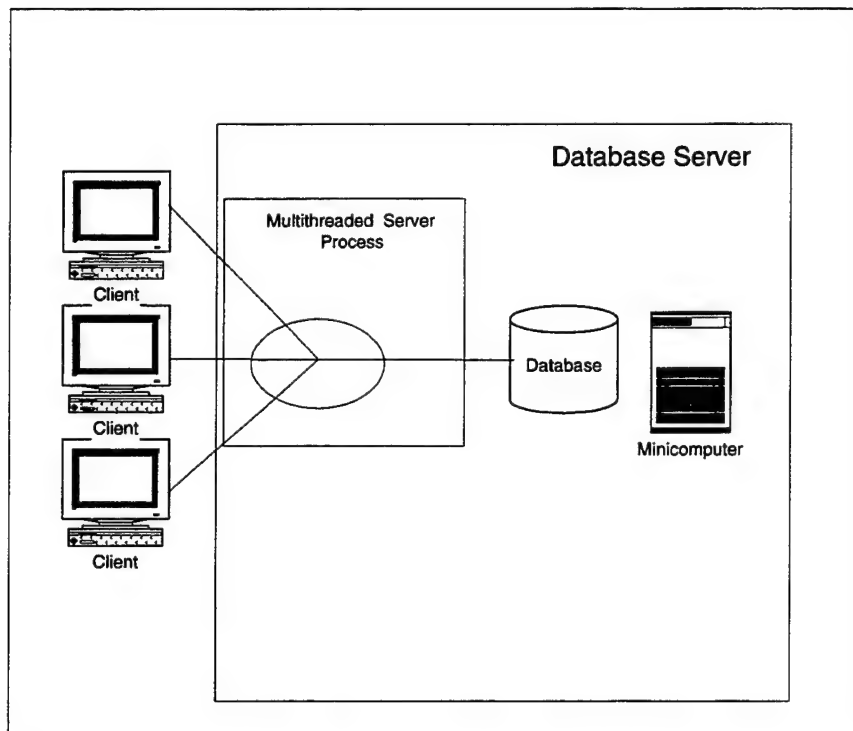 Database Server
Multithreaded Server
Process
Client
Client
Client
Database
Minicomputer